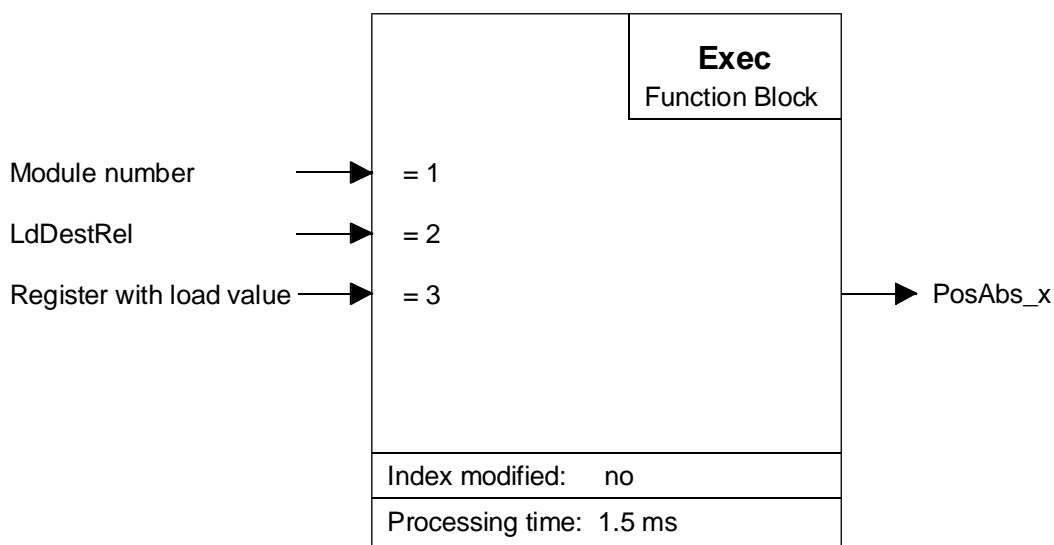 Exec
Function Block
Module number = 1
LdDestRel = 2
Register with load value = 3 PosAbs_x
Index modified: no
Processing time: 1.5 ms